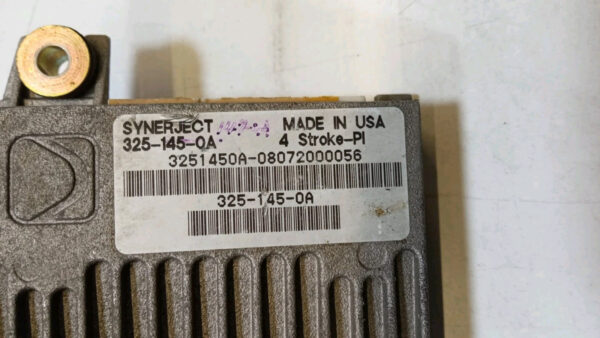 SYNERJECT MADE IN USA
325-145-0A 4 Stroke-PI
3251450A-08072000056
325-145-0A